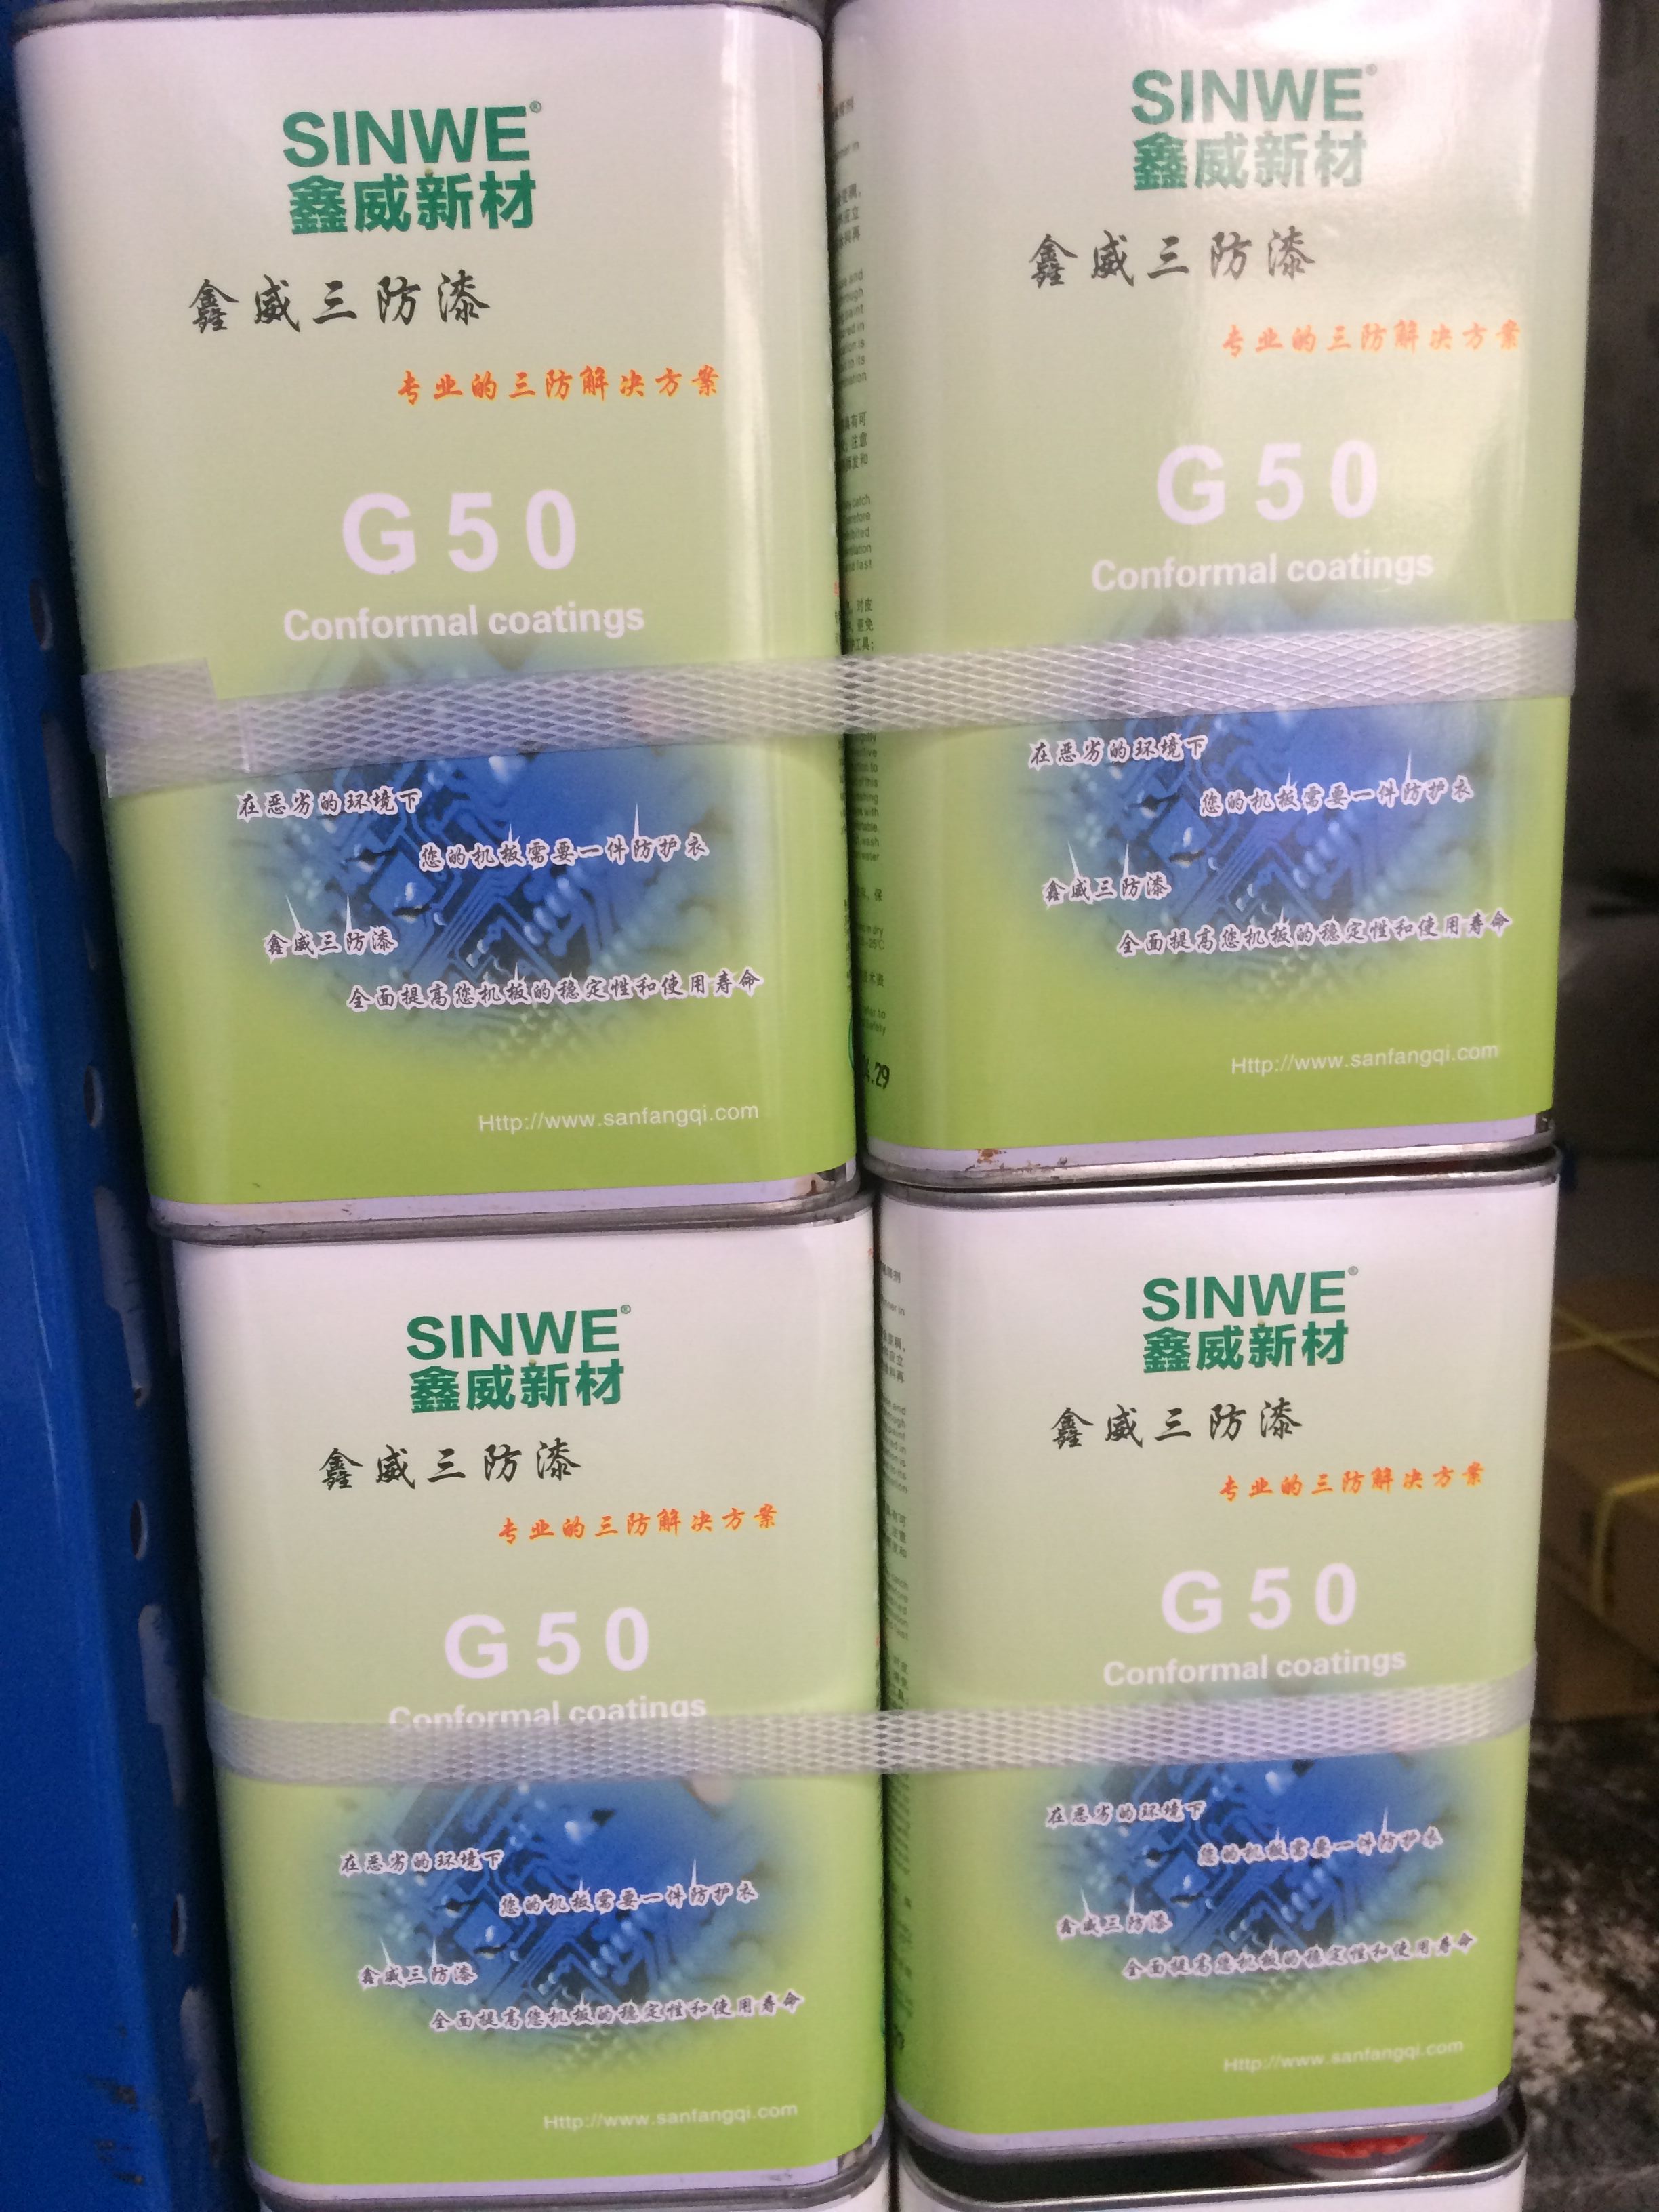 SINWE®
鑫威新材
鑫威三防漆
专业的三防解决方案
G50
Conformal coatings
在恶劣的环境下
您的机板需要一件防护衣
鑫威三防漆
全面提高您机板的稳定性和使用寿命
Http://www.sanfangqi.com
SINWE®
鑫威新材
鑫威三防漆
专业的三防解决方案
G50
Conformal coatings
在恶劣的环境下
您的机板需要一件防护衣
鑫威三防漆
全面提高您机板的稳定性和使用寿命
Http://www.sanfangqi.com
SINWE®
鑫威新材
鑫威三防漆
专业的三防解决方案
G50
Conformal coatings
在恶劣的环境下
您的机板需要一件防护衣
鑫威三防漆
全面提高您机板的稳定性和使用寿命
Http://www.sanfangqi.com
SINWE®
鑫威新材
鑫威三防漆
专业的三防解决方案
G50
Conformal coatings
在恶劣的环境下
您的机板需要一件防护衣
鑫威三防漆
全面提高您机板的稳定性和使用寿命
Http://www.sanfangqi.com